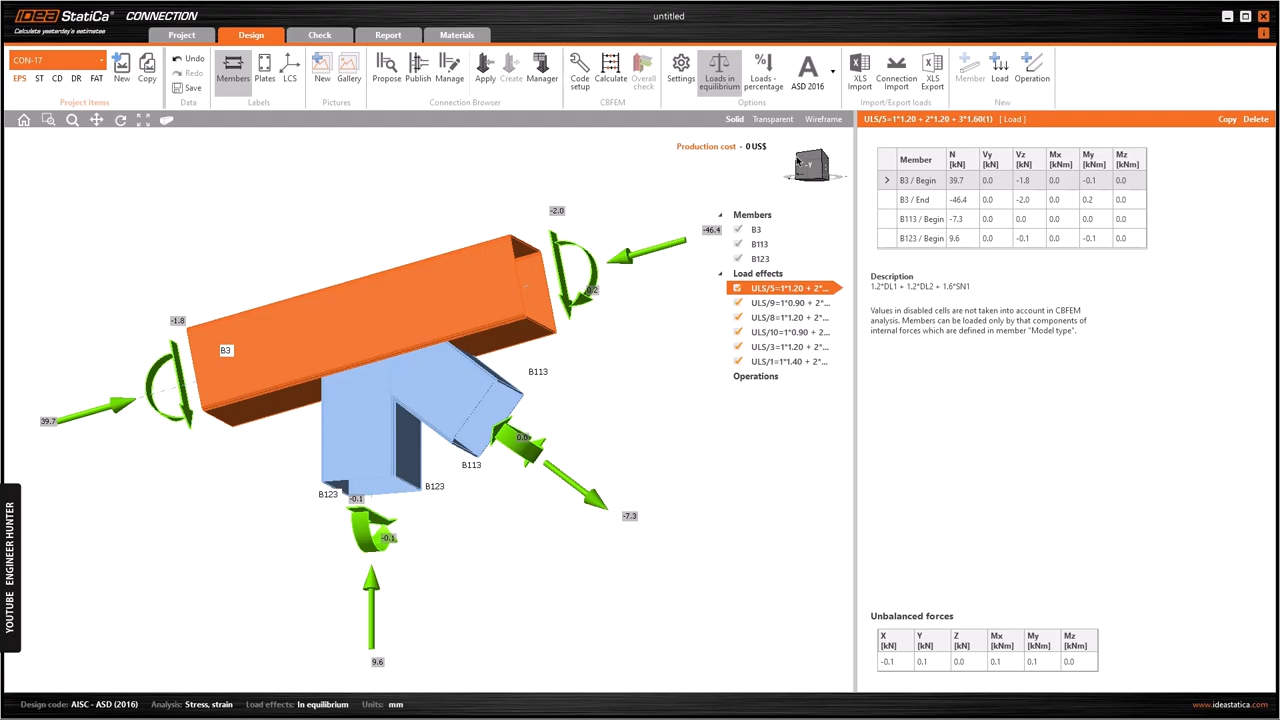 IDEA StatiCa® CONNECTION
Calculate yesterday's estimates
untitled
Project Design Check Report Materials
CON-17
EPS ST CD DR FAT
New Copy
Project items
Undo
Redo
Save
Data
Members Plates LCS
Labels
New Gallery
Pictures
Propose Publish Manage
Connection Browser
Apply Create Manager
Code setup Calculate Overall check
CBFEM
Settings Loads in equilibrium Loads - percentage ASD 2016
Options
XLS Import Connection Import XLS Export
Import/Export loads
Member Load Operation
New
Solid Transparent Wireframe
Production cost - 0 US$
-Y
Members
B3
B113
B123
Load effects
ULS/5=1*1.20 + 2*...
ULS/9=1*0.90 + 2*...
ULS/8=1*1.20 + 2*...
ULS/10=1*0.90 + 2...
ULS/3=1*1.20 + 2*...
ULS/1=1*1.40 + 2*...
Operations
-2.0
-46.4
0.2
-1.8
B3
39.7
B113
0.0
B113
B123
B123
-0.1
-7.3
-0.1
9.6
ULS/5=1*1.20 + 2*1.20 + 3*1.60(1) [ Load ]
Copy Delete
Member N [kN] Vy [kN] Vz [kN] Mx [kNm] My [kNm] Mz [kNm]
B3 / Begin 39.7 0.0 -1.8 0.0 -0.1 0.0
B3 / End -46.4 0.0 -2.0 0.0 0.2 0.0
B113 / Begin -7.3 0.0 0.0 0.0 0.0 0.0
B123 / Begin 9.6 0.0 -0.1 0.0 -0.1 0.0
Description
1.2*DL1 + 1.2*DL2 + 1.6*SN1
Values in disabled cells are not taken into account in CBFEM
analysis. Members can be loaded only by that components of
internal forces which are defined in member "Model type".
Unbalanced forces
X [kN] Y [kN] Z [kN] Mx [kNm] My [kNm] Mz [kNm]
-0.1 0.1 0.0 0.1 0.1 0.0
YOUTUBE ENGINEER HUNTER
Design code: AISC - ASD (2016) Analysis: Stress, strain Load effects: In equilibrium Units: mm
www.ideastatica.com